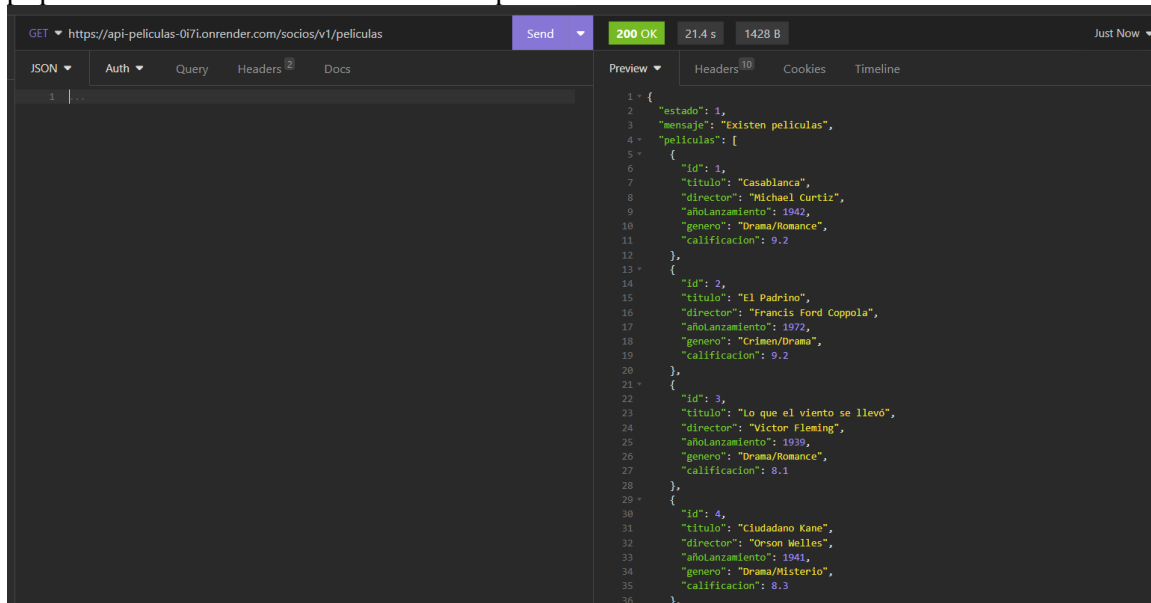 GET https://api-peliculas-0i7i.onrender.com/socios/v1/peliculas Send
200 OK 21.4 s 1428 B Just Now
JSON Auth Query Headers 2 Docs
Preview Headers 10 Cookies Timeline
1 ...
1 {
2 "estado": 1,
3 "mensaje": "Existen peliculas",
4 "peliculas": [
5 {
6 "id": 1,
7 "titulo": "Casablanca",
8 "director": "Michael Curtiz",
9 "añoLanzamiento": 1942,
10 "genero": "Drama/Romance",
11 "calificacion": 9.2
12 },
13 {
14 "id": 2,
15 "titulo": "El Padrino",
16 "director": "Francis Ford Coppola",
17 "añoLanzamiento": 1972,
18 "genero": "Crimen/Drama",
19 "calificacion": 9.2
20 },
21 {
22 "id": 3,
23 "titulo": "Lo que el viento se llevó",
24 "director": "Victor Fleming",
25 "añoLanzamiento": 1939,
26 "genero": "Drama/Romance",
27 "calificacion": 8.1
28 },
29 {
30 "id": 4,
31 "titulo": "Ciudadano Kane",
32 "director": "Orson Welles",
33 "añoLanzamiento": 1941,
34 "genero": "Drama/Misterio",
35 "calificacion": 8.3
36 },